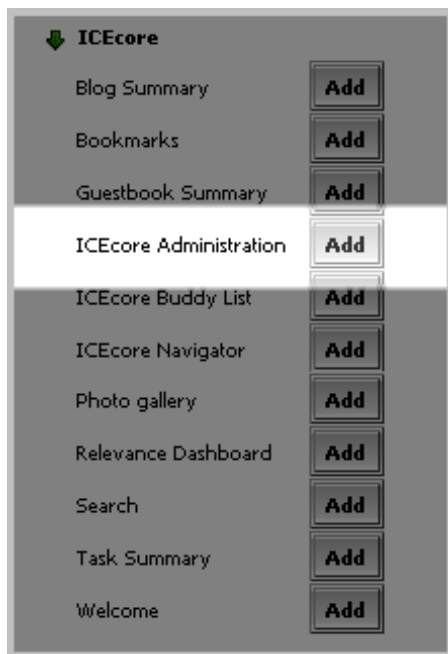 ICEcore
Blog Summary Add
Bookmarks Add
Guestbook Summary Add
ICEcore Administration Add
ICEcore Buddy List Add
ICEcore Navigator Add
Photo gallery Add
Relevance Dashboard Add
Search Add
Task Summary Add
Welcome Add